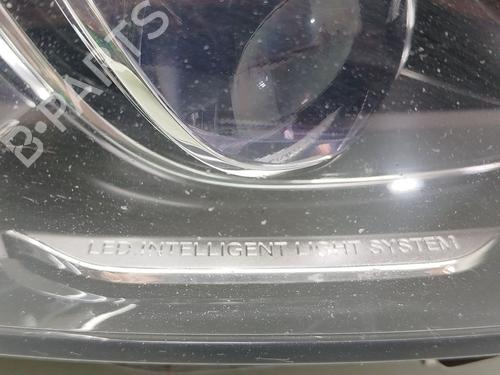 B-PARTS
LED INTELLIGENT LIGHT SYSTEM